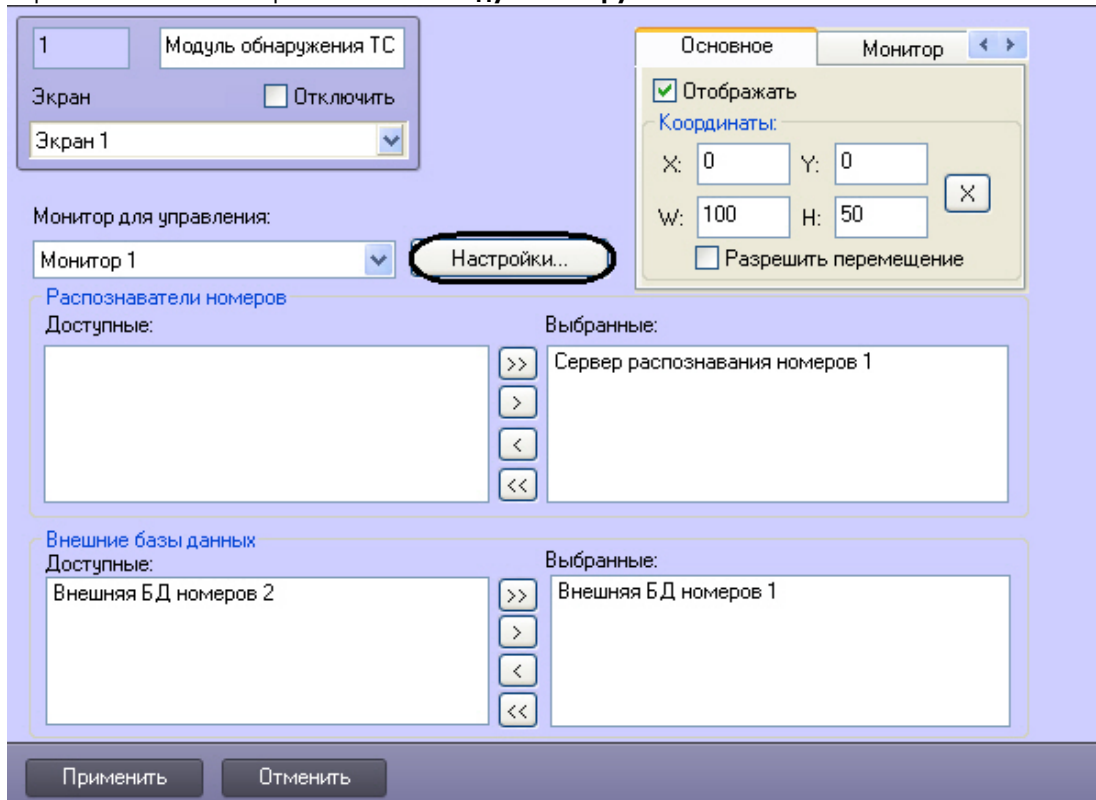 1
Модуль обнаружения ТС
Экран
Отключить
Экран 1
Основное
Монитор
Отображать
Координаты:
X: 0 Y: 0
X
W: 100 H: 50
Разрешить перемещение
Монитор для управления:
Монитор 1
Настройки...
Распознаватели номеров
Доступные:
Выбранные:
>>
Сервер распознавания номеров 1
>
<
<<
Внешние базы данных
Доступные:
Выбранные:
Внешняя БД номеров 2
>>
Внешняя БД номеров 1
>
<
<<
Применить
Отменить